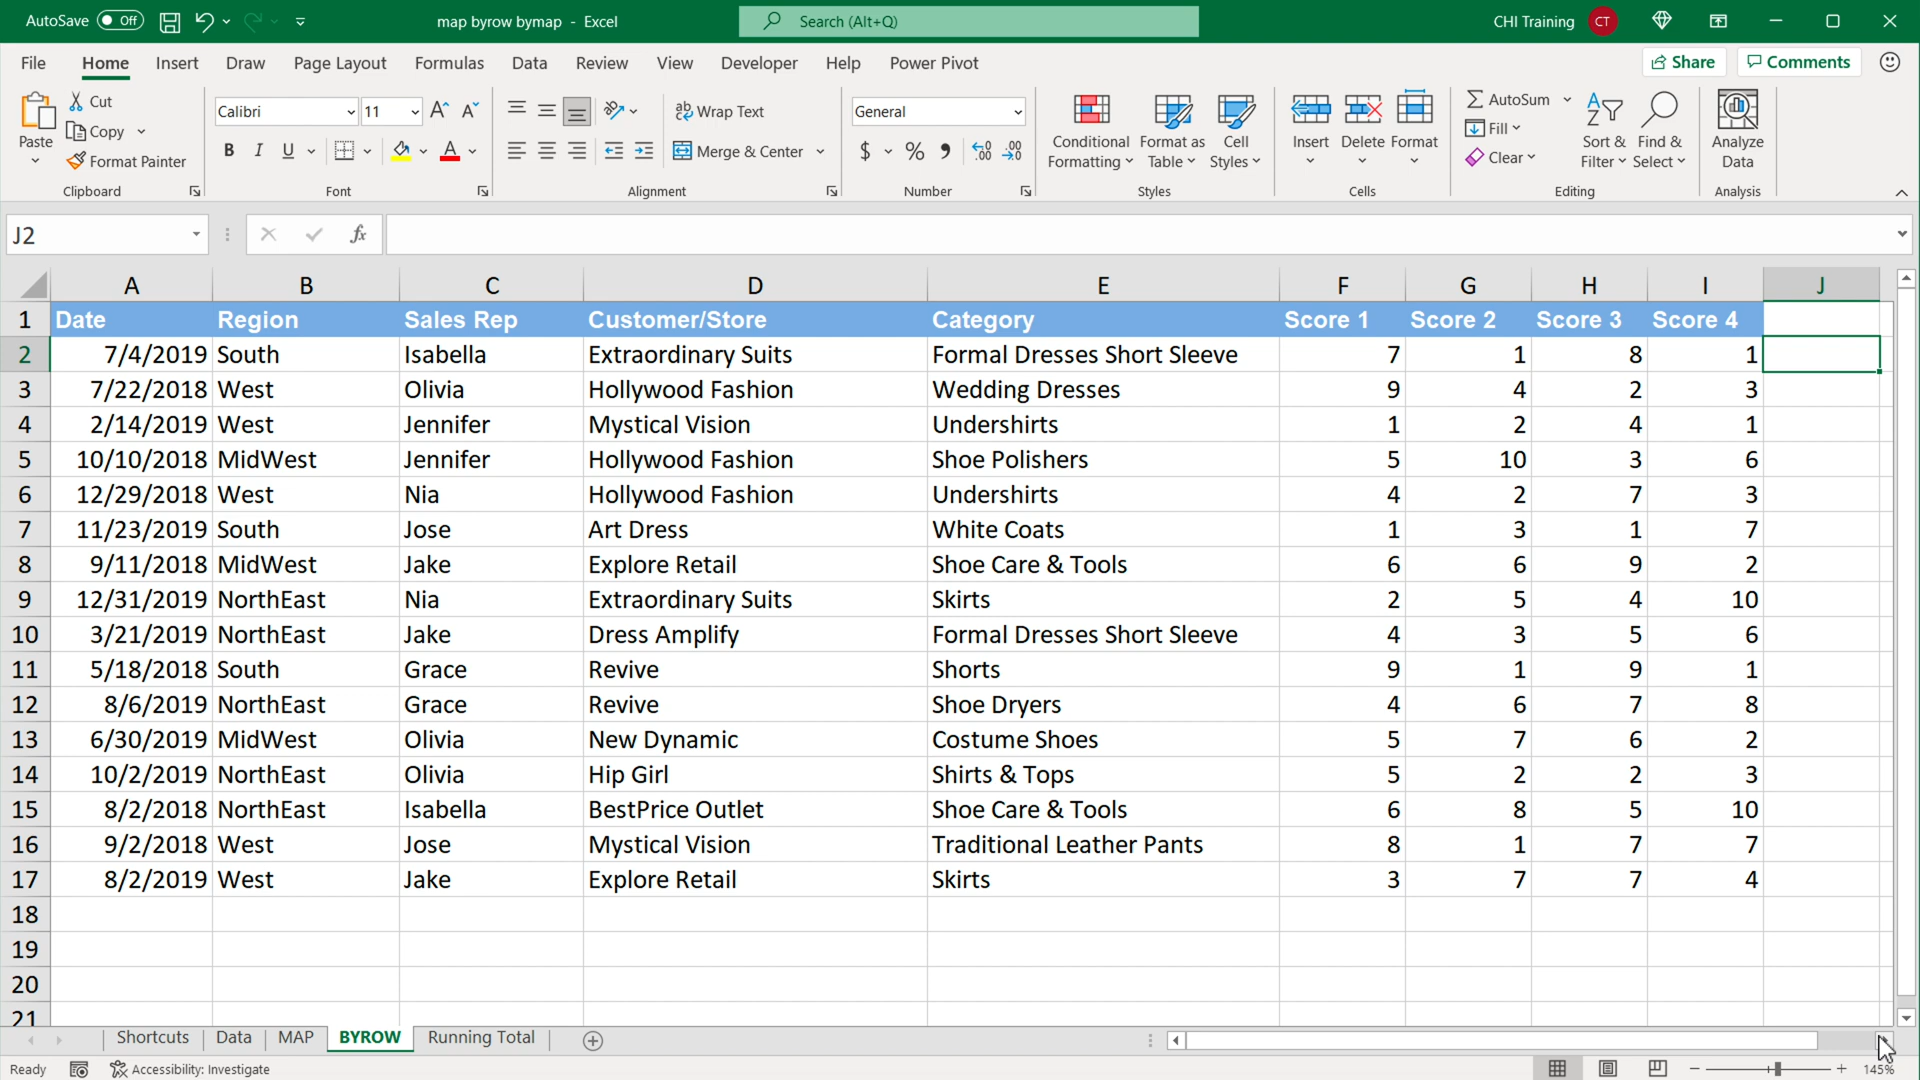 AutoSave Off map byrow bymap - Excel Search (Alt+Q) CHI Training CT
File Home Insert Draw Page Layout Formulas Data Review View Developer Help Power Pivot Share Comments
Paste Cut Copy Format Painter Clipboard
Calibri 11 B I U A Font
Wrap Text Merge & Center Alignment
General $ % Number
Conditional Formatting Format as Table Cell Styles Styles
Insert Delete Format Cells
AutoSum Fill Clear Sort & Filter Find & Select Editing
Analyze Data Analysis
J2 fx
A B C D E F G H I J
1 Date Region Sales Rep Customer/Store Category Score 1 Score 2 Score 3 Score 4
2 7/4/2019 South Isabella Extraordinary Suits Formal Dresses Short Sleeve 7 1 8 1
3 7/22/2018 West Olivia Hollywood Fashion Wedding Dresses 9 4 2 3
4 2/14/2019 West Jennifer Mystical Vision Undershirts 1 2 4 1
5 10/10/2018 MidWest Jennifer Hollywood Fashion Shoe Polishers 5 10 3 6
6 12/29/2018 West Nia Hollywood Fashion Undershirts 4 2 7 3
7 11/23/2019 South Jose Art Dress White Coats 1 3 1 7
8 9/11/2018 MidWest Jake Explore Retail Shoe Care & Tools 6 6 9 2
9 12/31/2019 NorthEast Nia Extraordinary Suits Skirts 2 5 4 10
10 3/21/2019 NorthEast Jake Dress Amplify Formal Dresses Short Sleeve 4 3 5 6
11 5/18/2018 South Grace Revive Shorts 9 1 9 1
12 8/6/2019 NorthEast Grace Revive Shoe Dryers 4 6 7 8
13 6/30/2019 MidWest Olivia New Dynamic Costume Shoes 5 7 6 2
14 10/2/2019 NorthEast Olivia Hip Girl Shirts & Tops 5 2 2 3
15 8/2/2018 NorthEast Isabella BestPrice Outlet Shoe Care & Tools 6 8 5 10
16 9/2/2018 West Jose Mystical Vision Traditional Leather Pants 8 1 7 7
17 8/2/2019 West Jake Explore Retail Skirts 3 7 7 4
18
19
20
21
Shortcuts Data MAP BYROW Running Total
Ready Accessibility: Investigate 145%